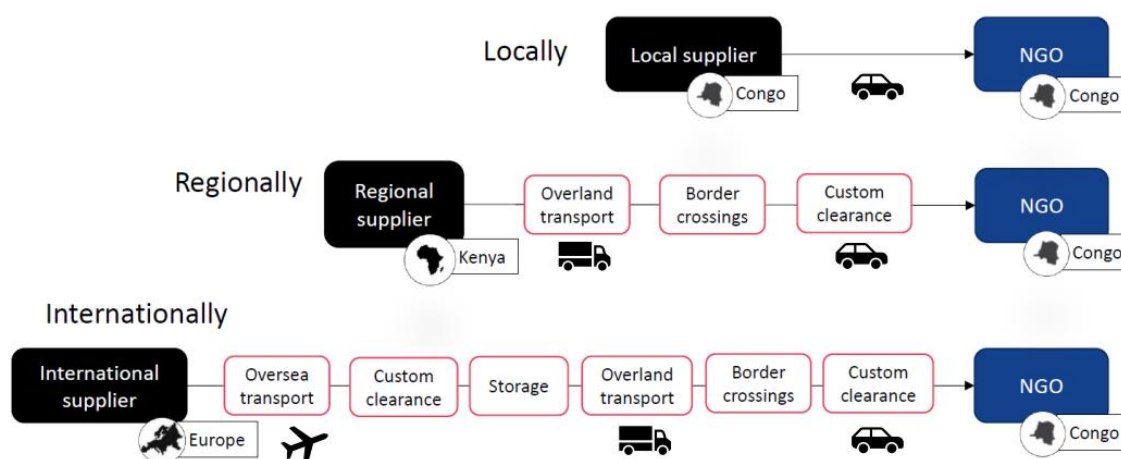 Locally
Local supplier
Congo
NGO
Congo
Regionally
Regional
supplier
Kenya
Overland
transport
Border
crossings
Custom
clearance
NGO
Congo
Internationally
International
supplier
Europe
Oversea
transport
Custom
clearance
Storage
Overland
transport
Border
crossings
Custom
clearance
NGO
Congo